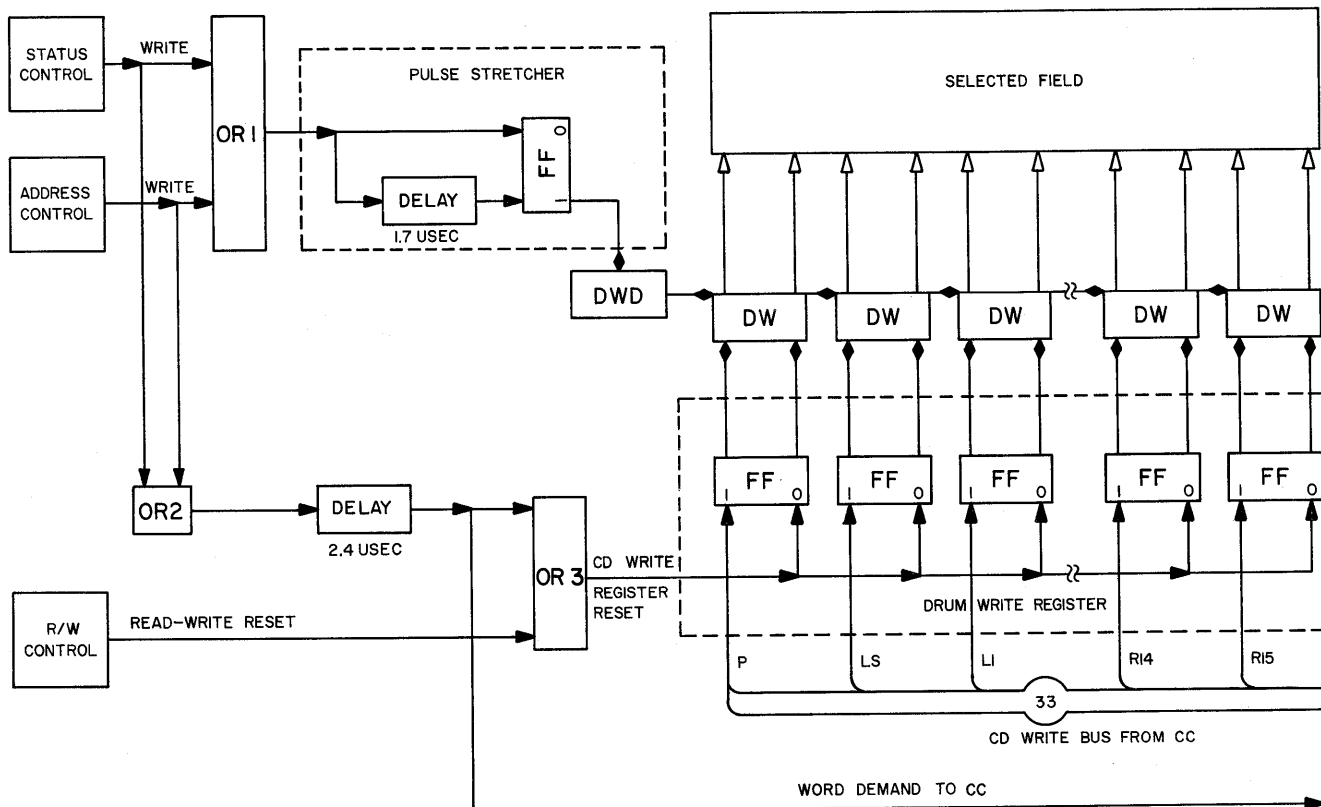 STATUS
CONTROL
WRITE
OR1
PULSE STRETCHER
FF
0
1
DELAY
1.7 USEC
SELECTED FIELD
ADDRESS
CONTROL
WRITE
DWD
DW
DW
DW
DW
DW
OR2
DELAY
2.4 USEC
OR 3
CD WRITE
REGISTER
RESET
FF
1
0
FF
1
0
FF
1
0
FF
1
0
FF
1
0
DRUM WRITE REGISTER
R/W
CONTROL
READ-WRITE RESET
P
LS
L1
R14
R15
33
CD WRITE BUS FROM CC
WORD DEMAND TO CC